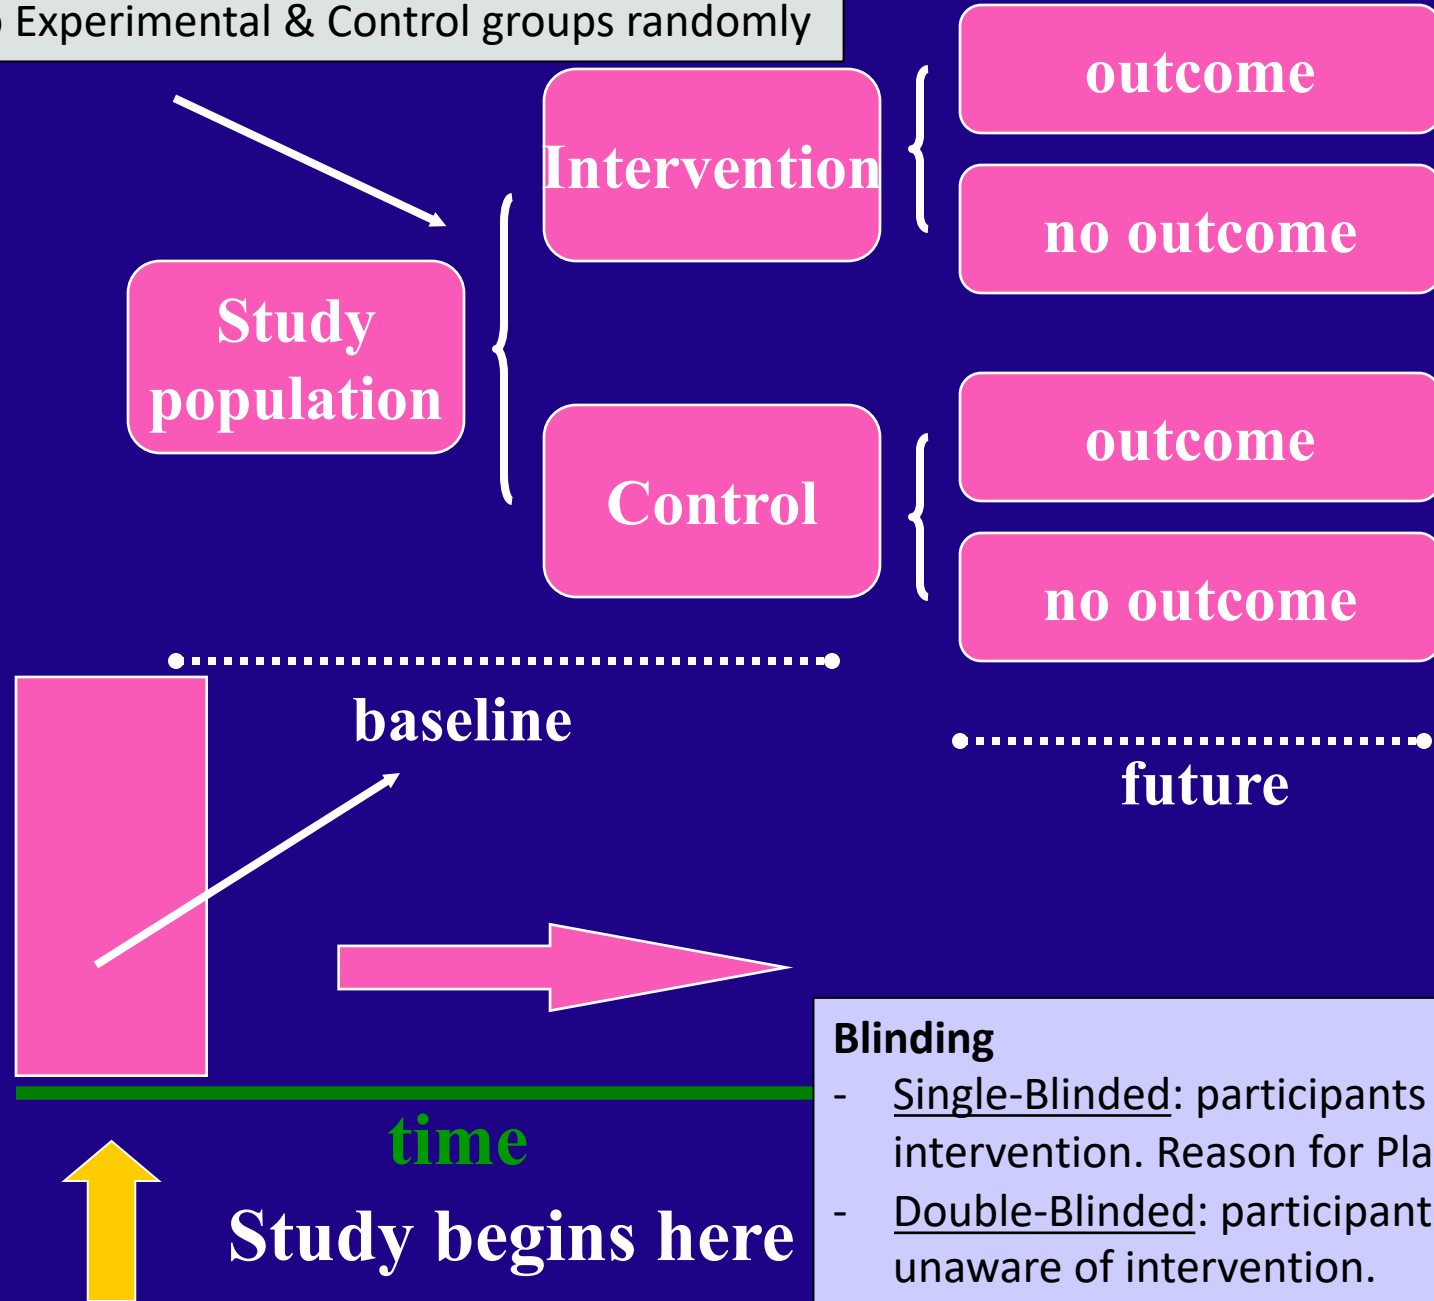 Experimental & Control groups randomly
outcome
Intervention
no outcome
Study
population
outcome
Control
no outcome
baseline
future
Blinding
- Single-Blinded: participants
intervention. Reason for Pla
- Double-Blinded: participant
unaware of intervention.
time
Study begins here